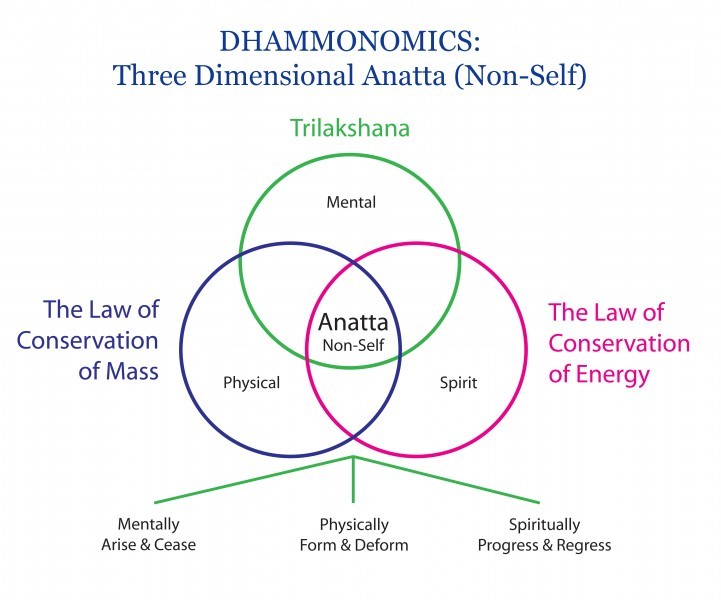 DHAMMONOMICS:
Three Dimensional Anatta (Non-Self)
Trilakshana
Mental
The Law of
Conservation
of Mass
Anatta
Non-Self
The Law of
Conservation
of Energy
Physical
Spirit
Mentally
Arise & Cease
Physically
Form & Deform
Spiritually
Progress & Regress